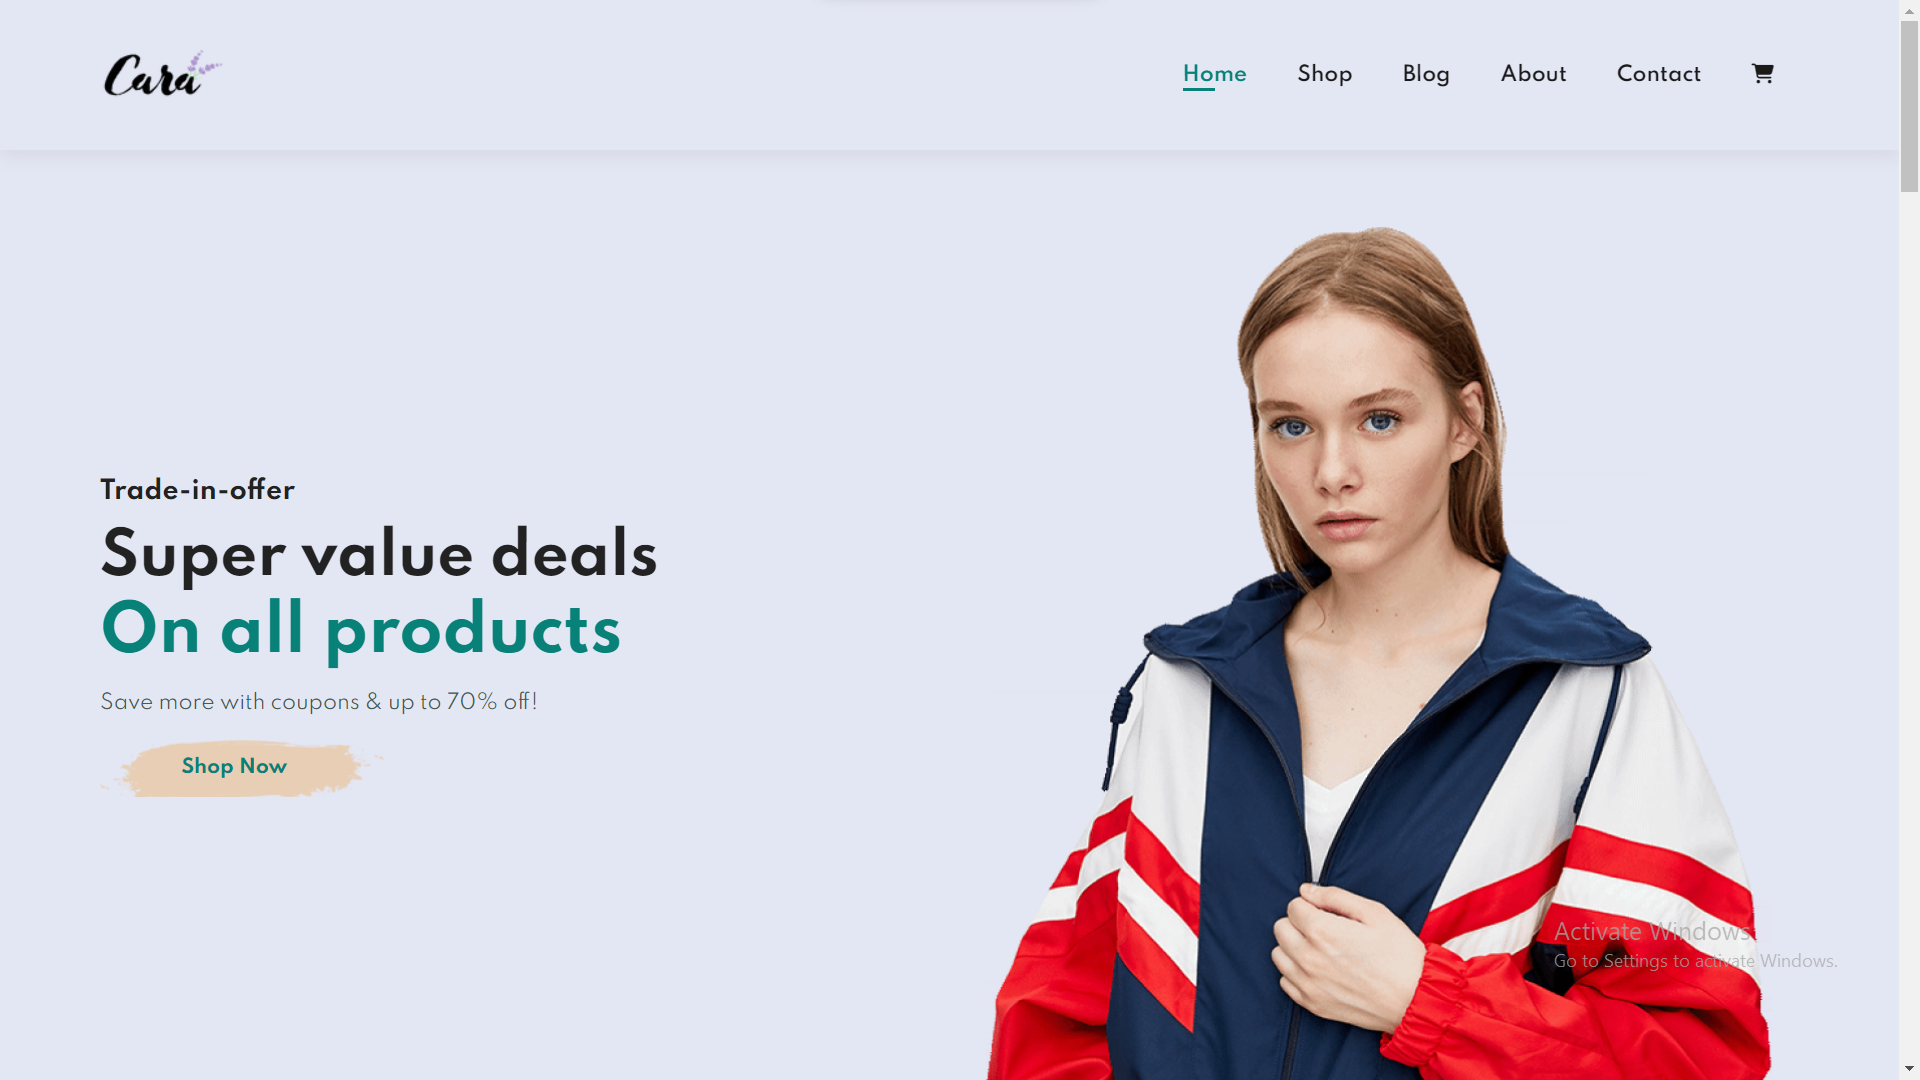 Cara
Home Shop Blog About Contact
Trade-in-offer
Super value deals
On all products
Save more with coupons & up to 70% off!
Shop Now
Activate Windows
Go to Settings to activate Windows.